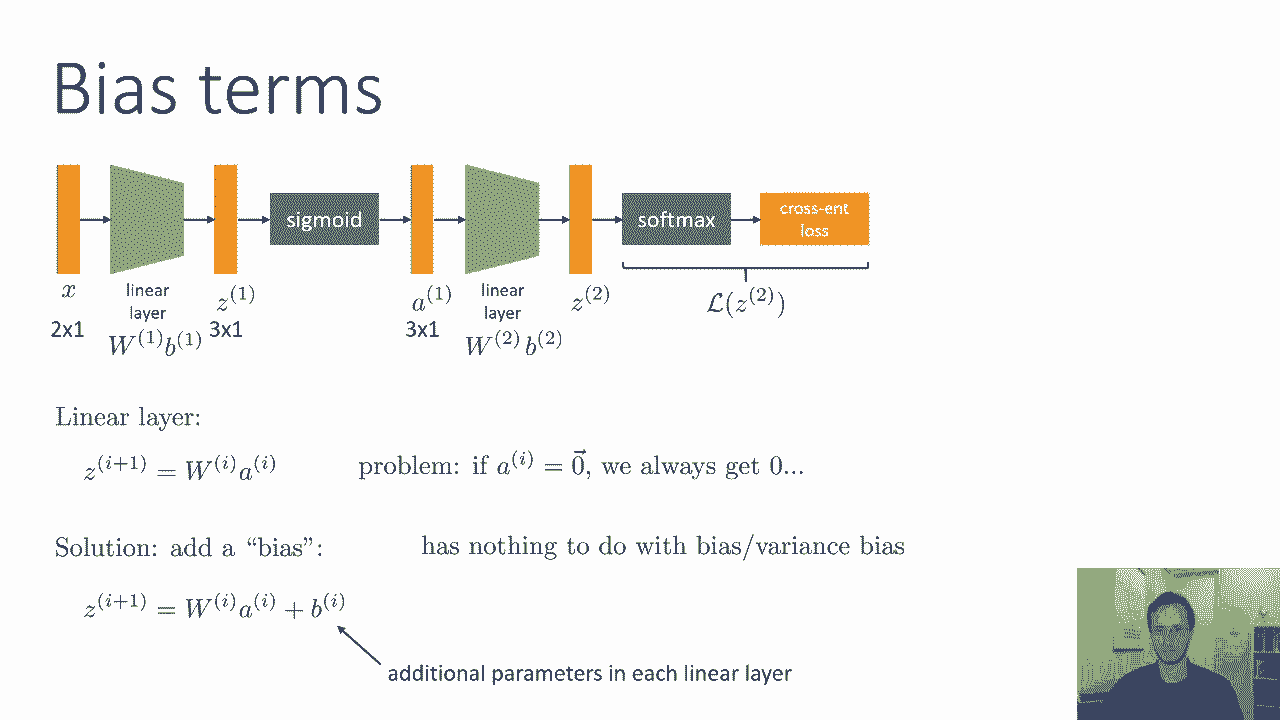 Bias terms
sigmoid
softmax
cross-ent
loss
x
linear
layer
z^{(1)}
a^{(1)}
linear
layer
z^{(2)}
\mathcal{L}(z^{(2)})
2x1
W^{(1)} b^{(1)}
3x1
3x1
W^{(2)} b^{(2)}
Linear layer:
z^{(i+1)} = W^{(i)} a^{(i)}
problem: if a^{(i)} = \vec{0}, we always get 0...
Solution: add a “bias”:
has nothing to do with bias/variance bias
z^{(i+1)} = W^{(i)} a^{(i)} + b^{(i)}
additional parameters in each linear layer